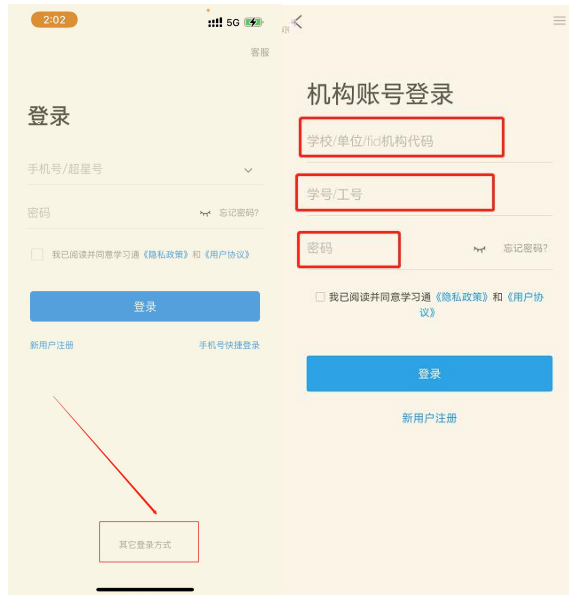 2:02
5G
客服
登录
手机号/超星号
密码
忘记密码?
我已阅读并同意学习通《隐私政策》和《用户协议》
登录
新用户注册
手机号快捷登录
其它登录方式
机构账号登录
学校/单位/fid机构代码
学号/工号
密码
忘记密码?
我已阅读并同意学习通《隐私政策》和《用户协
议》
登录
新用户注册